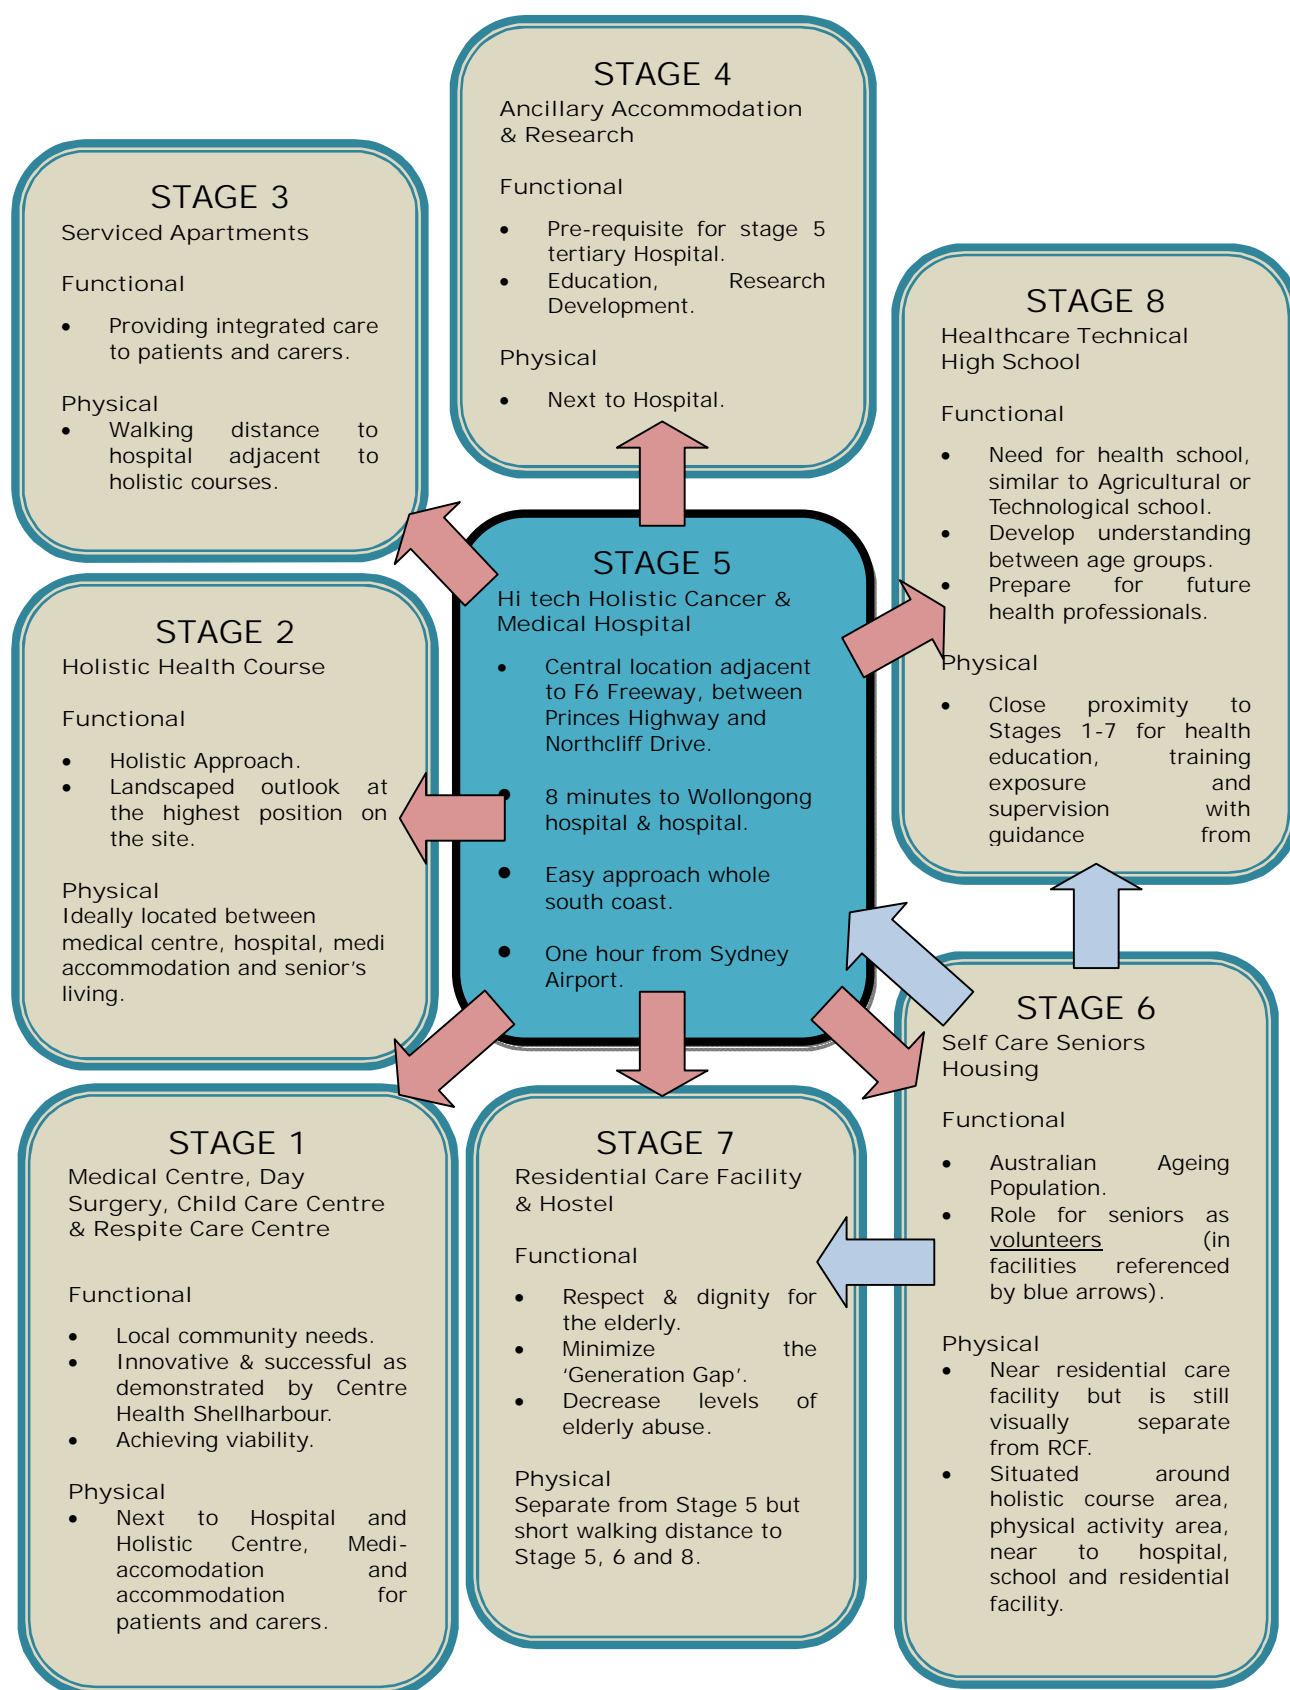 STAGE 4
Ancillary Accommodation
& Research
Functional
• Pre-requisite for stage 5
tertiary Hospital.
• Education, Research
Development.
Physical
• Next to Hospital.
STAGE 3
Serviced Apartments
Functional
• Providing integrated care
to patients and carers.
Physical
• Walking distance to
hospital adjacent to
holistic courses.
STAGE 8
Healthcare Technical
High School
Functional
• Need for health school,
similar to Agricultural or
Technological school.
• Develop understanding
between age groups.
• Prepare for future
health professionals.
Physical
• Close proximity to
Stages 1-7 for health
education, training
exposure and
supervision with
guidance from
STAGE 5
Hi tech Holistic Cancer &
Medical Hospital
• Central location adjacent
to F6 Freeway, between
Princes Highway and
Northcliff Drive.
• 8 minutes to Wollongong
hospital & hospital.
• Easy approach whole
south coast.
• One hour from Sydney
Airport.
STAGE 2
Holistic Health Course
Functional
• Holistic Approach.
• Landscaped outlook at
the highest position on
the site.
Physical
Ideally located between
medical centre, hospital, medi
accommodation and senior's
living.
STAGE 6
Self Care Seniors
Housing
Functional
• Australian Ageing
Population.
• Role for seniors as
volunteers (in
facilities referenced
by blue arrows).
Physical
• Near residential care
facility but is still
visually separate
from RCF.
• Situated around
holistic course area,
physical activity area,
near to hospital,
school and residential
facility.
STAGE 1
Medical Centre, Day
Surgery, Child Care Centre
& Respite Care Centre
Functional
• Local community needs.
• Innovative & successful as
demonstrated by Centre
Health Shellharbour.
• Achieving viability.
Physical
• Next to Hospital and
Holistic Centre, Medi-
accomodation and
accommodation for
patients and carers.
STAGE 7
Residential Care Facility
& Hostel
Functional
• Respect & dignity for
the elderly.
• Minimize the
‘Generation Gap’.
• Decrease levels of
elderly abuse.
Physical
Separate from Stage 5 but
short walking distance to
Stage 5, 6 and 8.